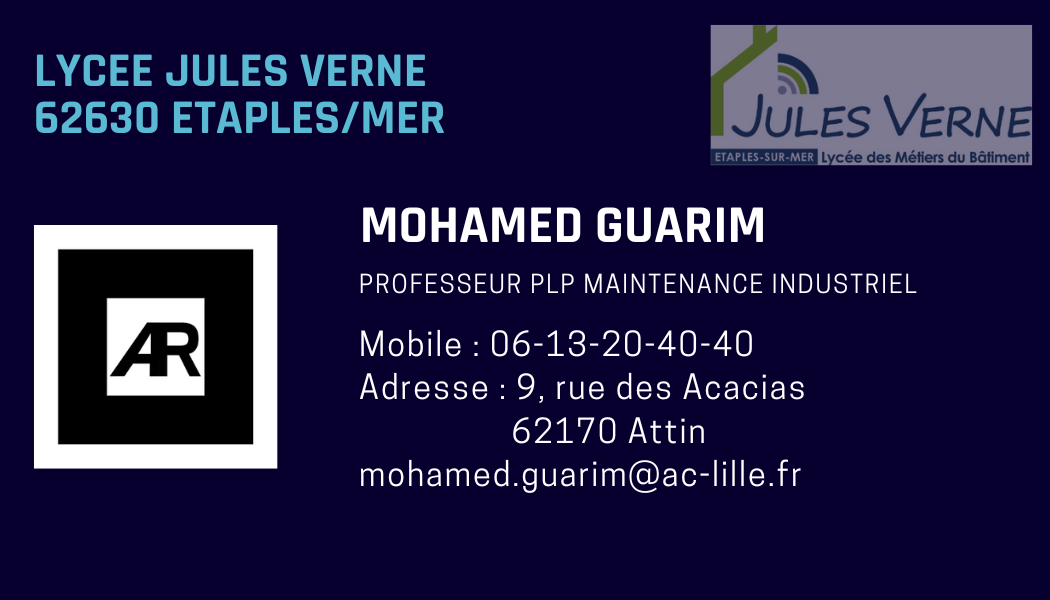 LYCEE JULES VERNE
62630 ETAPLES/MER
JULES VERNE
ETAPLES-SUR-MER Lycée des Métiers du Bâtiment
MOHAMED GUARIM
PROFESSEUR PLP MAINTENANCE INDUSTRIEL
AR
Mobile : 06-13-20-40-40
Adresse : 9, rue des Acacias
62170 Attin
mohamed.guarim@ac-lille.fr